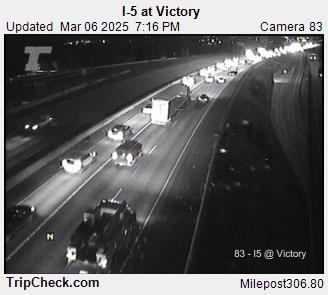 I-5 at Victory
Updated Mar 06 2025 7:16 PM Camera 83
T
N
83 - I5 @ Victory
TripCheck.com Milepost306.80